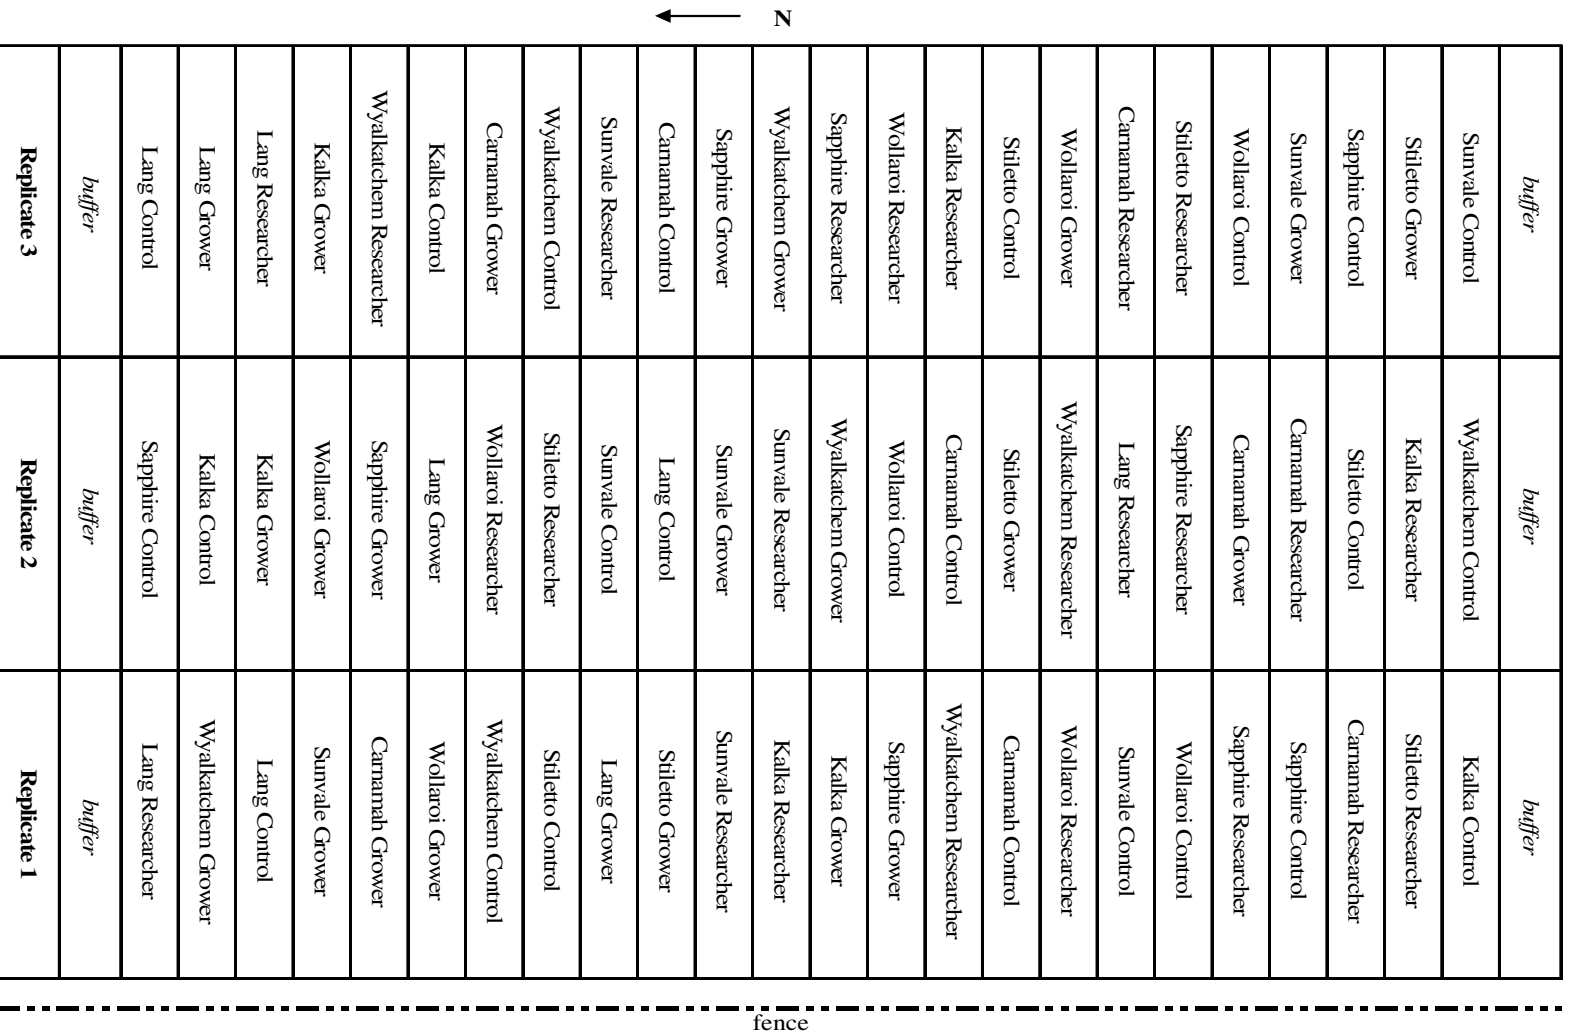 N
Replicate 3
buffer
Lang Control
Lang Grower
Lang Researcher
Kalka Grower
Wyalkatchem Researcher
Kalka Control
Carnamah Grower
Wyalkatchem Control
Sunvale Researcher
Carnamah Control
Sapphire Grower
Wyalkatchem Grower
Sapphire Researcher
Wollaroi Researcher
Kalka Researcher
Stiletto Control
Wollaroi Grower
Carnamah Researcher
Stiletto Researcher
Wollaroi Control
Sunvale Grower
Sapphire Control
Stiletto Grower
Sunvale Control
buffer
Replicate 2
buffer
Sapphire Control
Kalka Control
Kalka Grower
Wollaroi Grower
Sapphire Grower
Lang Grower
Wollaroi Researcher
Stiletto Researcher
Sunvale Control
Lang Control
Sunvale Grower
Sunvale Researcher
Wyalkatchem Grower
Wollaroi Control
Carnamah Control
Stiletto Grower
Wyalkatchem Researcher
Lang Researcher
Sapphire Researcher
Carnamah Grower
Carnamah Researcher
Stiletto Control
Kalka Researcher
Wyalkatchem Control
buffer
Replicate 1
buffer
Lang Researcher
Wyalkatchem Grower
Lang Control
Sunvale Grower
Carnamah Grower
Wollaroi Grower
Wyalkatchem Control
Stiletto Control
Lang Grower
Stiletto Grower
Sunvale Researcher
Kalka Researcher
Kalka Grower
Sapphire Grower
Wyalkatchem Researcher
Carnamah Control
Wollaroi Researcher
Sunvale Control
Wollaroi Control
Sapphire Researcher
Sapphire Control
Carnamah Researcher
Stiletto Researcher
Kalka Control
buffer
fence